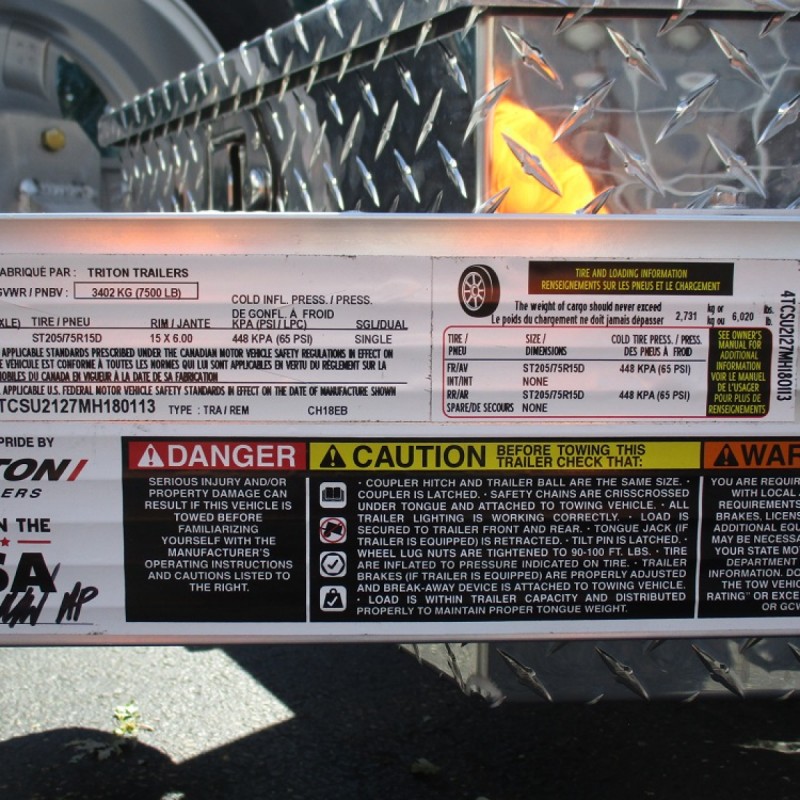 ABRIQUÉ PAR : TRITON TRAILERS
GVWR / PNBV : 3402 KG (7500 LB)
COLD INFL. PRESS. / PRESS.
DE GONFL. À FROID
XLE) TIRE / PNEU RIM / JANTE KPA (PSI / LPC) SGL/DUAL
ST205/75R15D 15 X 6.00 448 KPA (65 PSI) SINGLE
APPLICABLE STANDARDS PRESCRIBED UNDER THE CANADIAN MOTOR VEHICLE SAFETY REGULATIONS IN EFFECT ON
VEHICULE EST CONFORME À TOUTES LES NORMES QUI LUI SONT APPLICABLES EN VERTU DU RÉGLEMENT SUR LA
OBILES DU CANADA EN VIGUEUR À LA DATE DE SA FABRICATION
APPLICABLE U.S. FEDERAL MOTOR VEHICLE SAFETY STANDARDS IN EFFECT ON THE DATE OF MANUFACTURE SHOWN
TCSU2127MH180113 TYPE : TRA / REM CH18EB
TIRE AND LOADING INFORMATION
RENSEIGNEMENTS SUR LES PNEUS ET LE CHARGEMENT
The weight of cargo should never exceed
Le poids du chargement ne doit jamais dépasser
2,731 kg or kg ou 6,020 lbs. lb.
TIRE / PNEU SIZE / DIMENSIONS COLD TIRE PRESS. / PRESS. DES PNEUS À FROID
FR/AV ST205/75R15D 448 KPA (65 PSI)
INT/INT NONE
RR/AR ST205/75R15D 448 KPA (65 PSI)
SPARE/DE SECOURS NONE
SEE OWNER'S
MANUAL FOR
ADDITIONAL
INFORMATION
VOIR LE MANUEL
DE L'USAGER
POUR PLUS DE
RENSEIGNEMENTS
4TCSU2127MH180113
PRIDE BY
TON
LERS
N THE
SA
DANGER
SERIOUS INJURY AND/OR
PROPERTY DAMAGE CAN
RESULT IF THIS VEHICLE IS
TOWED BEFORE
FAMILIARIZING
YOURSELF WITH THE
MANUFACTURER'S
OPERATING INSTRUCTIONS
AND CAUTIONS LISTED TO
THE RIGHT.
CAUTION BEFORE TOWING THIS
TRAILER CHECK THAT:
· COUPLER HITCH AND TRAILER BALL ARE THE SAME SIZE. ·
COUPLER IS LATCHED. · SAFETY CHAINS ARE CRISSCROSSED
UNDER TONGUE AND ATTACHED TO TOWING VEHICLE. · ALL
TRAILER LIGHTING IS WORKING CORRECTLY. · LOAD IS
SECURED TO TRAILER FRONT AND REAR. · TONGUE JACK (IF
TRAILER IS EQUIPPED) IS RETRACTED. · TILT PIN IS LATCHED. ·
WHEEL LUG NUTS ARE TIGHTENED TO 90-100 FT. LBS. · TIRE
ARE INFLATED TO PRESSURE INDICATED ON TIRE. · TRAILER
BRAKES (IF TRAILER IS EQUIPPED) ARE PROPERLY ADJUSTED
AND BREAK-AWAY DEVICE IS ATTACHED TO TOWING VEHICLE.
· LOAD IS WITHIN TRAILER CAPACITY AND DISTRIBUTED
PROPERLY TO MAINTAIN PROPER TONGUE WEIGHT.
WAR
YOU ARE REQUIR
WITH LOCAL
REQUIREMENTS
BRAKES, LICENS
ADDITIONAL EQU
MAY BE NECESSA
YOUR STATE MO
DEPARTMENT
INFORMATION. DO
THE TOW VEHIC
RATING" OR EXCE
OR GCW